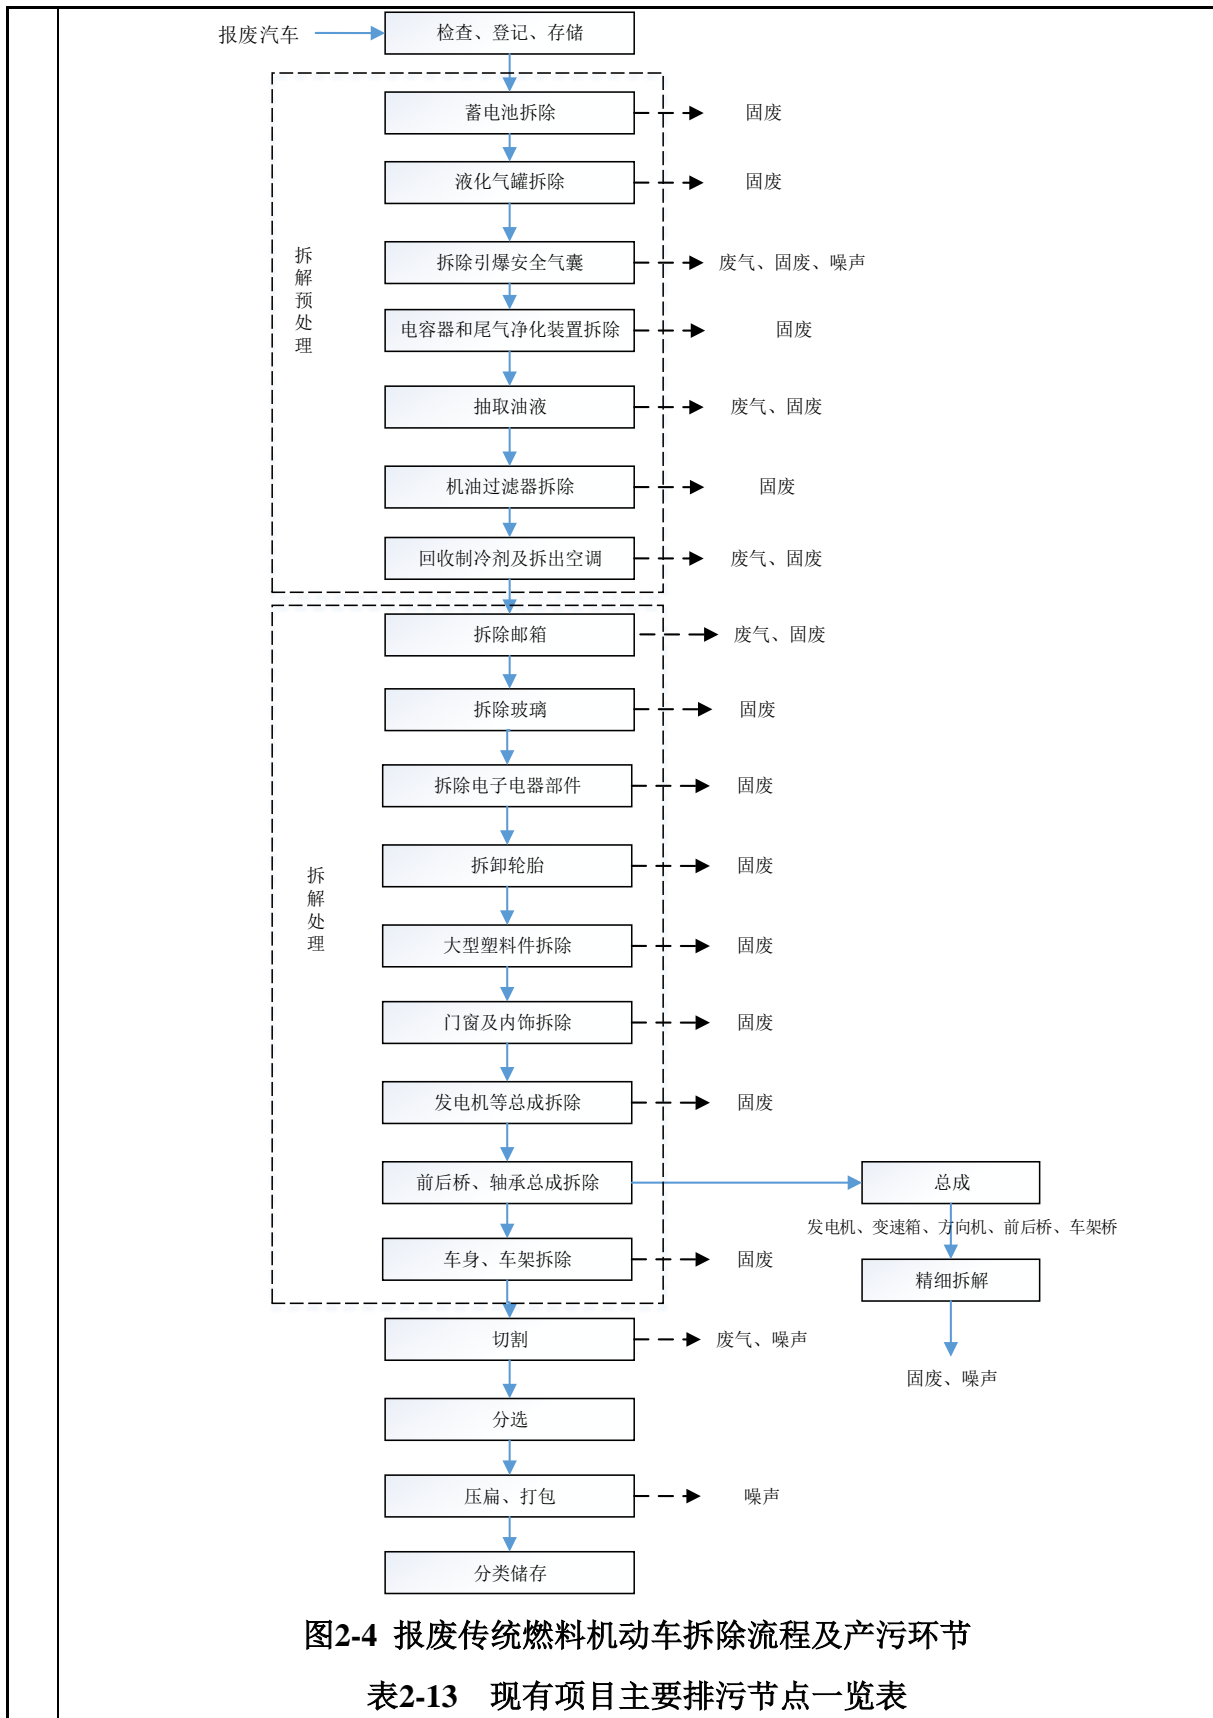 报废汽车
检查、登记、存储
蓄电池拆除
固废
液化气罐拆除
固废
拆解预处理
拆除引爆安全气囊
废气、固废、噪声
电容器和尾气净化装置拆除
固废
抽取油液
废气、固废
机油过滤器拆除
固废
回收制冷剂及拆出空调
废气、固废
拆除邮箱
废气、固废
拆除玻璃
固废
拆除电子电器部件
固废
拆解处理
拆卸轮胎
固废
大型塑料件拆除
固废
门窗及内饰拆除
固废
发电机等总成拆除
固废
前后桥、轴承总成拆除
总成
发电机、变速箱、方向机、前后桥、车架桥
车身、车架拆除
固废
精细拆解
切割
废气、噪声
固废、噪声
分选
压扁、打包
噪声
分类储存
图2-4 报废传统燃料机动车拆除流程及产污环节
表2-13 现有项目主要排污节点一览表